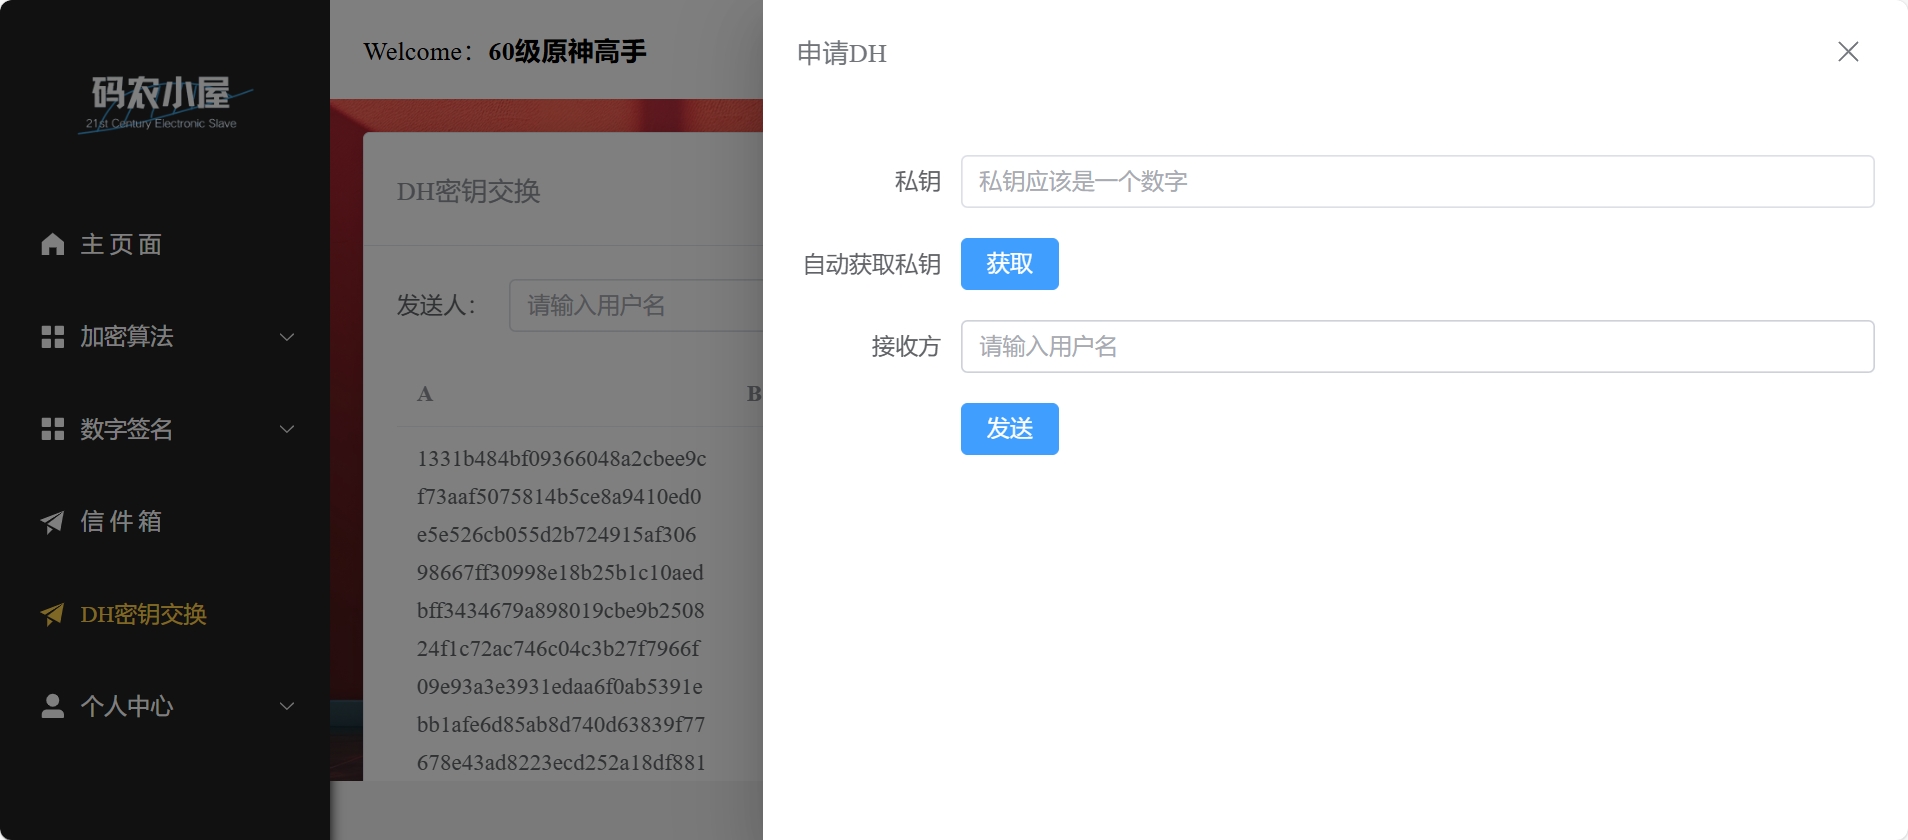 码农小屋
21st Century Electronic Slave
主页面
加密算法
数字签名
信件箱
DH密钥交换
个人中心
Welcome：60级原神高手
DH密钥交换
发送人：
请输入用户名
A
B
1331b484bf09366048a2cbee9c
f73aaf5075814b5ce8a9410ed0
e5e526cb055d2b724915af306
98667ff30998e18b25b1c10aed
bff3434679a898019cbe9b2508
24f1c72ac746c04c3b27f7966f
09e93a3e3931edaa6f0ab5391e
bb1afe6d85ab8d740d63839f77
678e43ad8223ecd252a18df881
申请DH
私钥
私钥应该是一个数字
自动获取私钥
获取
接收方
请输入用户名
发送